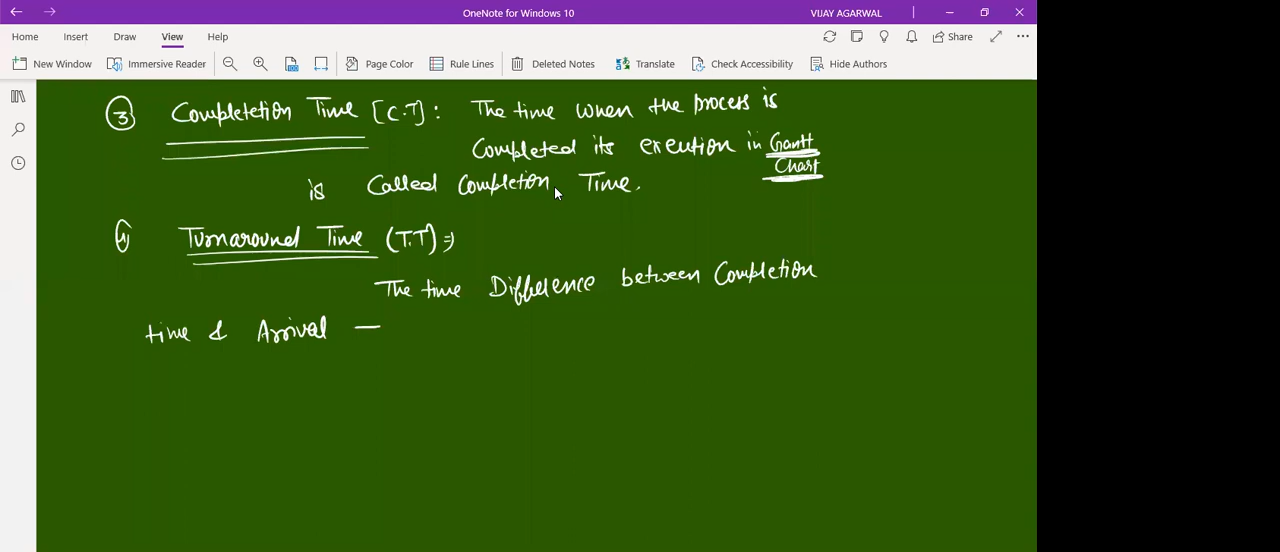 OneNote for Windows 10
VIJAY AGARWAL
Home Insert Draw View Help
Share
New Window Immersive Reader Page Color Rule Lines Deleted Notes Translate Check Accessibility Hide Authors
3 Completetion Time [C.T]: The time when the process is
Completed its exeution in Gantt
Chart
is Called Completion Time.
4) Turnaround Time (T.T) ⇒
The time Difference between Completion
time & Arrival —